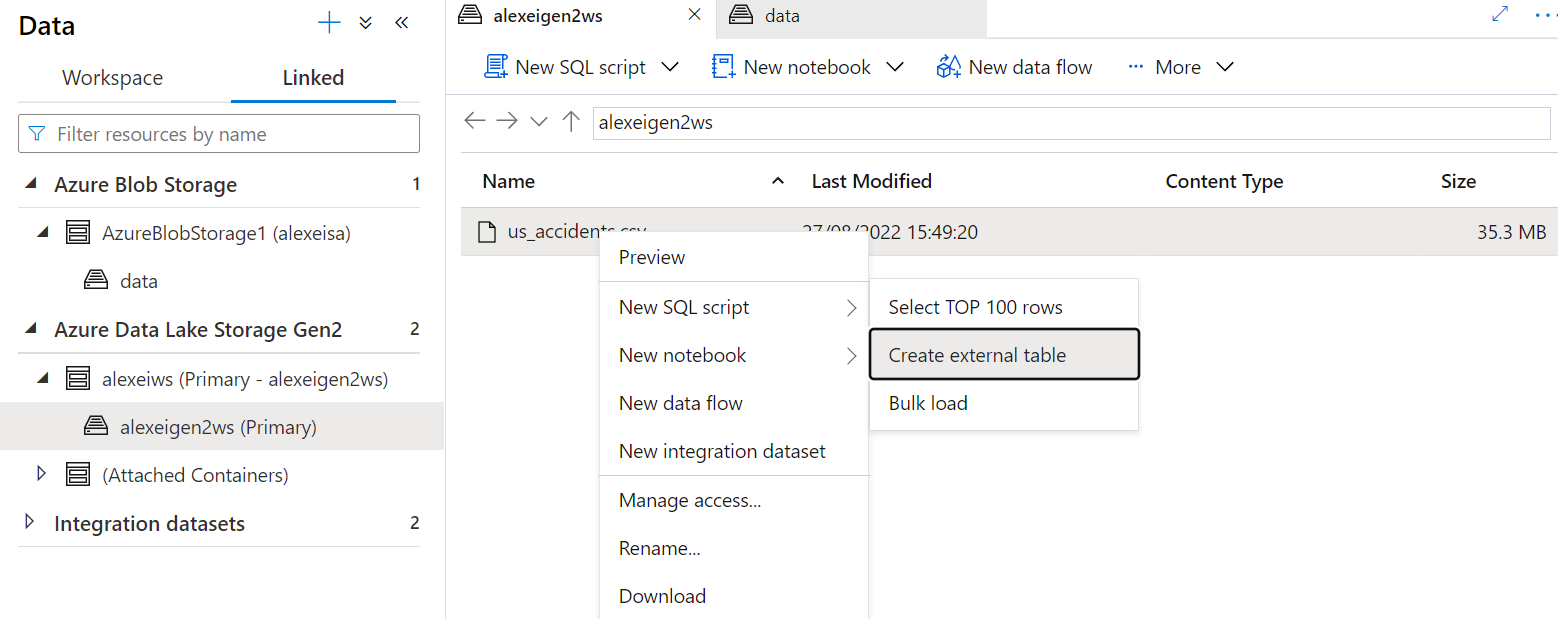 Data
Workspace
Linked
Filter resources by name
Azure Blob Storage 1
AzureBlobStorage1 (alexeisa)
data
Azure Data Lake Storage Gen2 2
alexeiws (Primary - alexeigen2ws)
alexeigen2ws (Primary)
(Attached Containers)
Integration datasets 2
alexeigen2ws
data
New SQL script
New notebook
New data flow
More
alexeigen2ws
Name
Last Modified
Content Type
Size
us_accidents.csv
27/08/2022 15:49:20
35.3 MB
Preview
New SQL script
New notebook
New data flow
New integration dataset
Manage access...
Rename...
Download
Select TOP 100 rows
Create external table
Bulk load